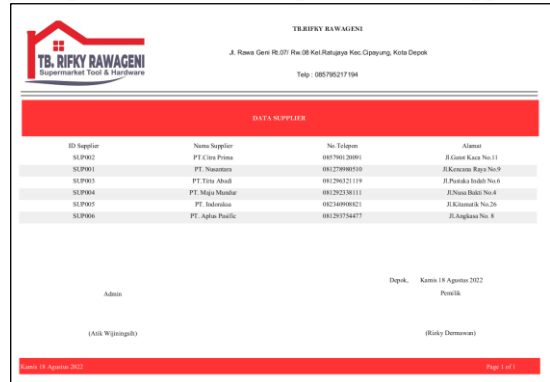 TB. RIFKY RAWAGENI
Supermarket Tool & Hardware
TB.RIFKY RAWAGENI
Jl. Rawa Geni Rt.07/ Rw.08 Kel.Ratujaya Kec.Cipayung, Kota Depok
Telp : 085795217194
DATA SUPPLIER
ID Supplier Nama Supplier No.Telepon Alamat
SUP002 PT.Citra Prima 085790120091 Jl.Garut Kaca No.11
SUP001 PT. Nusantara 081278980510 Jl.Kencana Raya No.9
SUP003 PT.Tirta Abadi 081296321119 Jl.Pustaka Indah No.6
SUP004 PT. Maju Mundur 081292338111 Jl.Nusa Bakti No.4
SUP005 PT. Indoraksa 082340908821 Jl.Kitamatik No.26
SUP006 PT. Aplus Pasific 081293754477 Jl.Angkasa No. 8
Depok, Kamis 18 Agustus 2022
Admin Pemilik
(Atik Wijiningsih) (Rizky Dermawan)
Kamis 18 Agustus 2022 Page 1 of 1